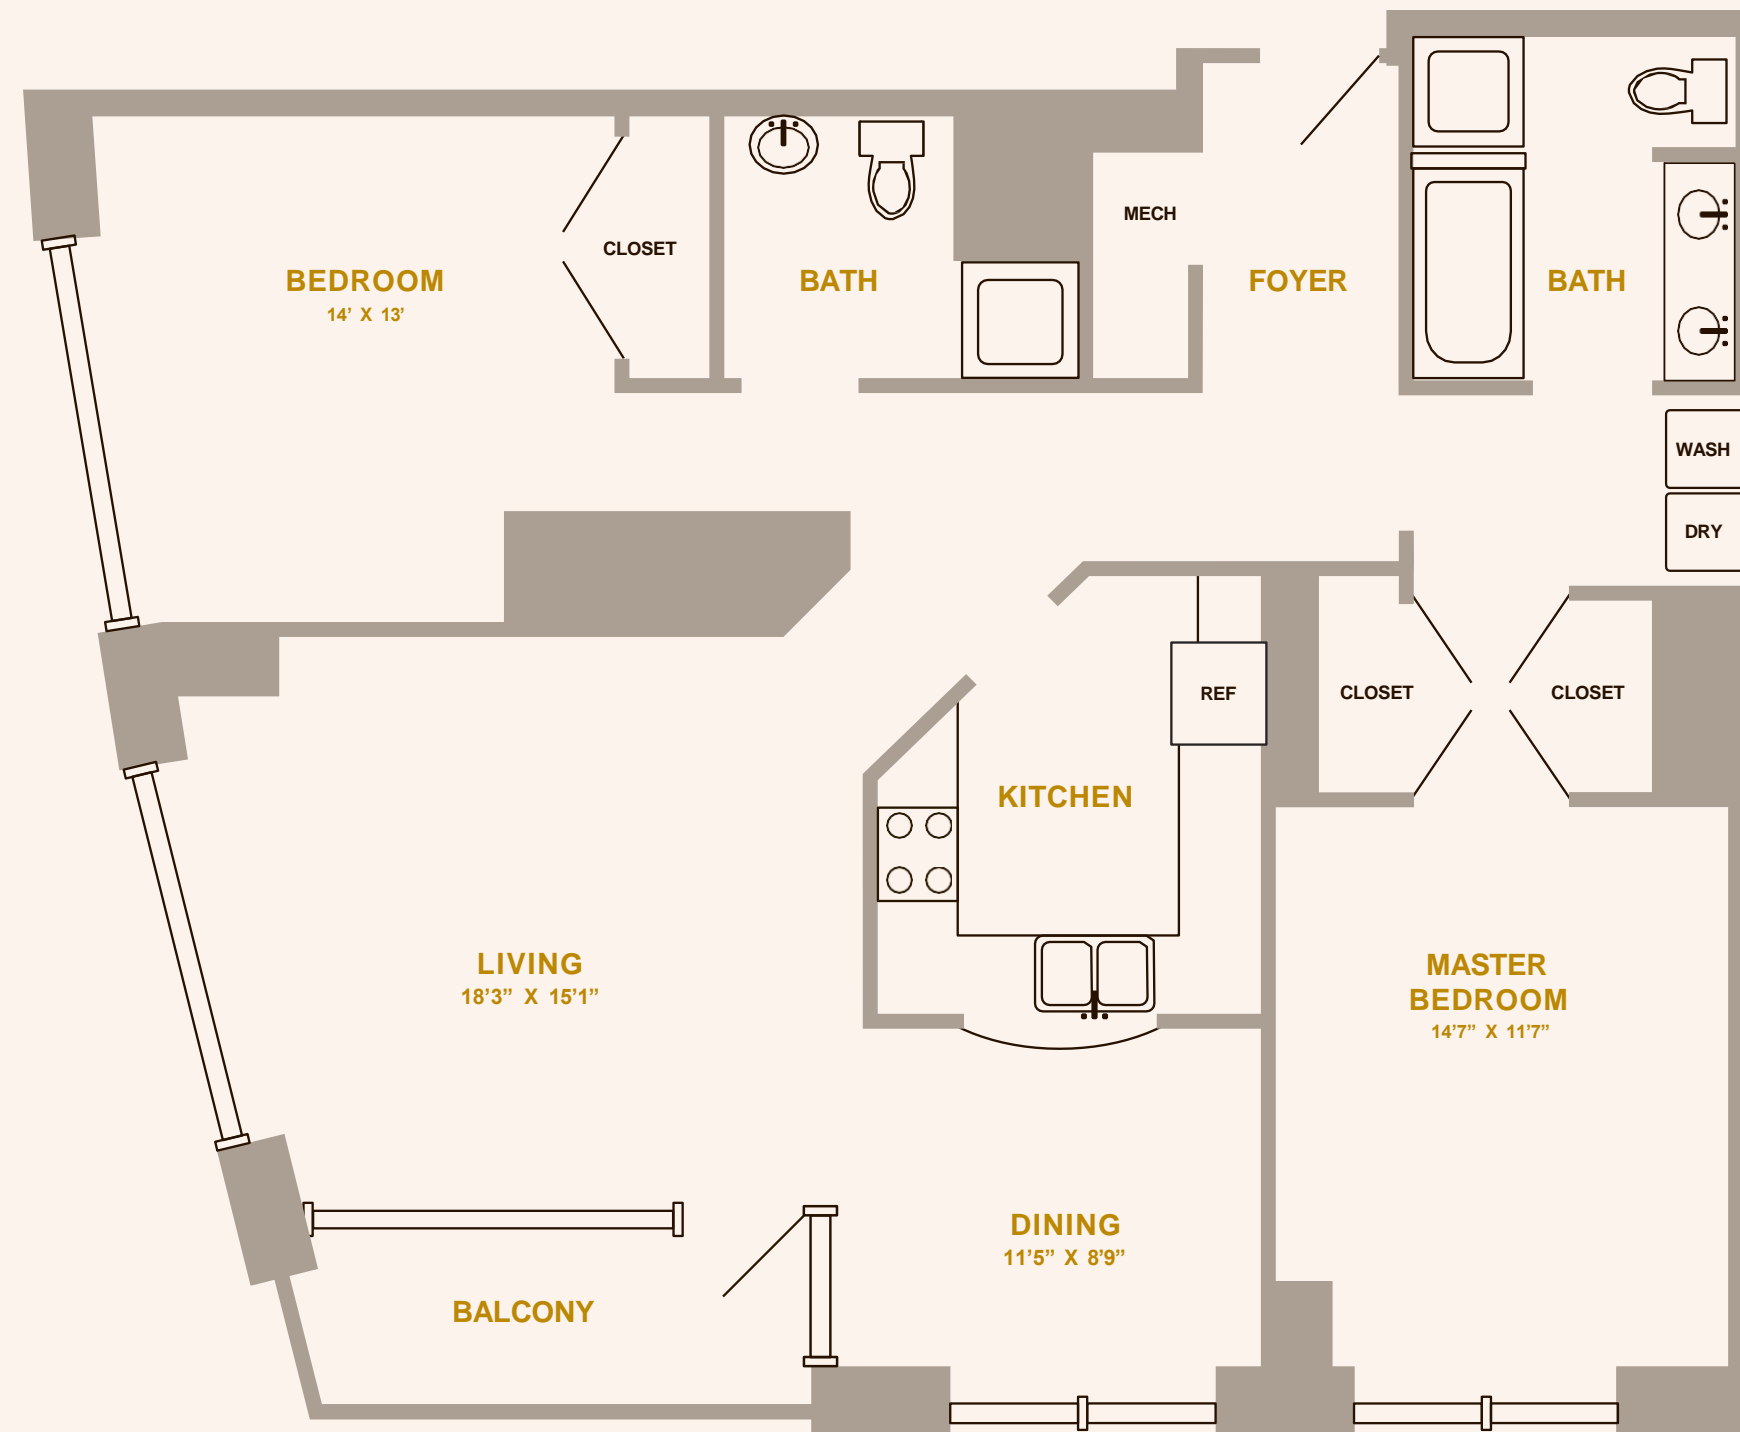 MECH
CLOSET
BEDROOM
14’ X 13’
BATH
FOYER
BATH
WASH
DRY
REF
CLOSET
CLOSET
KITCHEN
LIVING
18’3” X 15’1”
MASTER
BEDROOM
14’7” X 11’7”
DINING
11’5” X 8’9”
BALCONY